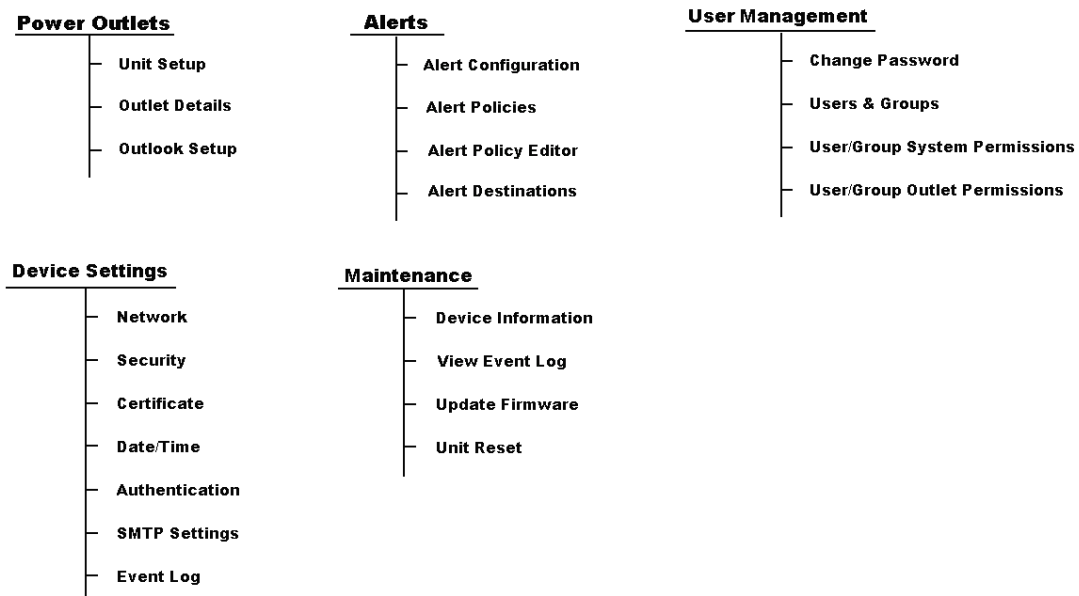 Power Outlets
Unit Setup
Outlet Details
Outlook Setup
Alerts
Alert Configuration
Alert Policies
Alert Policy Editor
Alert Destinations
User Management
Change Password
Users & Groups
User/Group System Permissions
User/Group Outlet Permissions
Device Settings
Network
Security
Certificate
Date/Time
Authentication
SMTP Settings
Event Log
Maintenance
Device Information
View Event Log
Update Firmware
Unit Reset